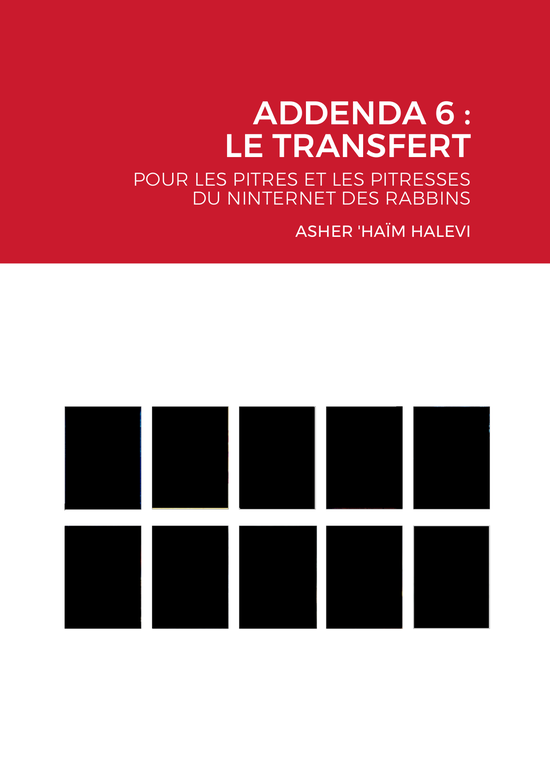 ADDENDA 6 :
LE TRANSFERT
POUR LES PITRES ET LES PITRESSES
DU NINTERNET DES RABBINS
ASHER 'HAÏM HALEVI